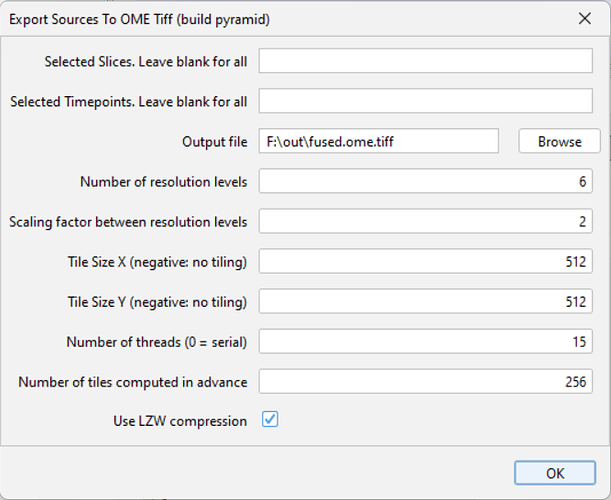 Export Sources To OME Tiff (build pyramid)
Selected Slices. Leave blank for all
Selected Timepoints. Leave blank for all
Output file F:\out\fused.ome.tiff Browse
Number of resolution levels 6
Scaling factor between resolution levels 2
Tile Size X (negative: no tiling) 512
Tile Size Y (negative: no tiling) 512
Number of threads (0 = serial) 15
Number of tiles computed in advance 256
Use LZW compression
OK